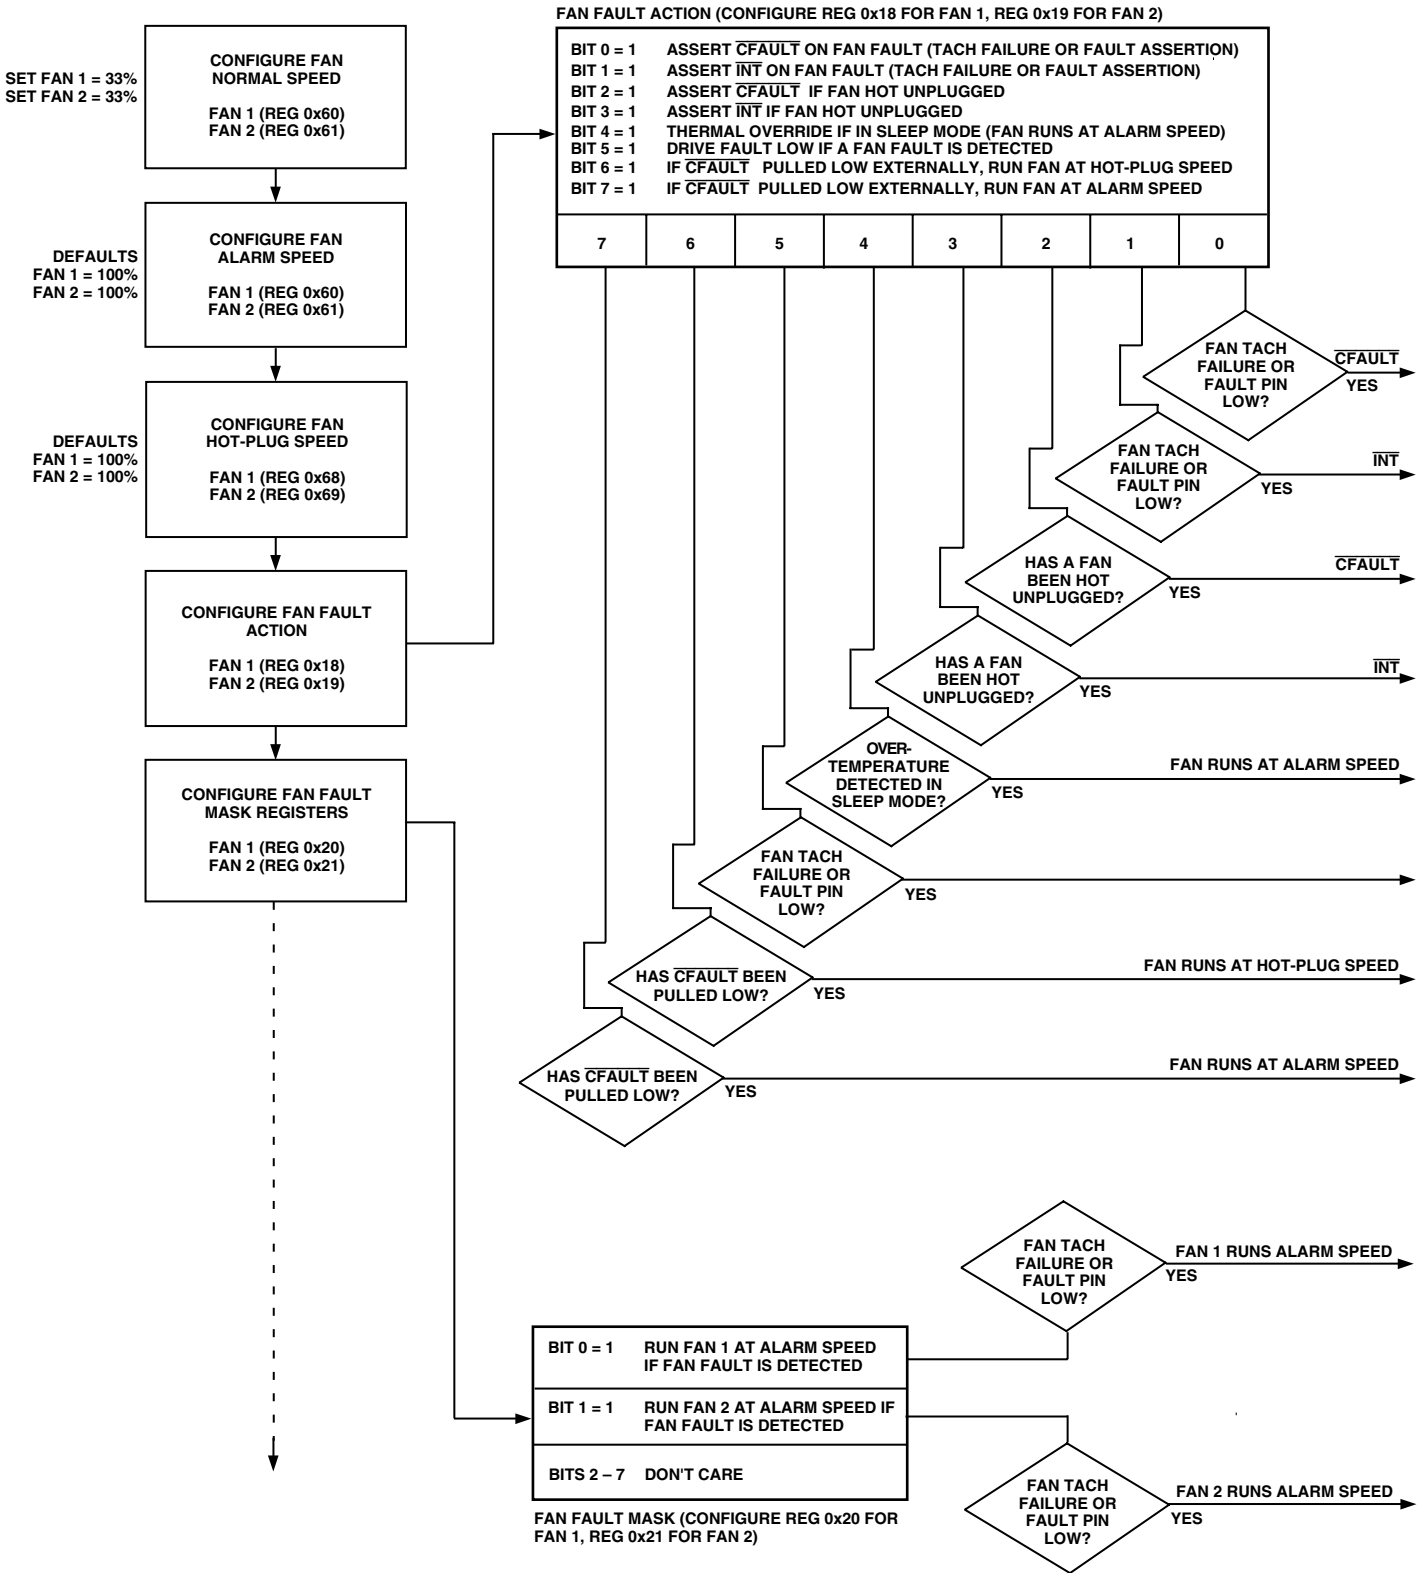 FAN FAULT ACTION (CONFIGURE REG 0x18 FOR FAN 1, REG 0x19 FOR FAN 2)
SET FAN 1 = 33%
SET FAN 2 = 33%
CONFIGURE FAN
NORMAL SPEED
FAN 1 (REG 0x60)
FAN 2 (REG 0x61)
BIT 0 = 1 ASSERT CFAULT ON FAN FAULT (TACH FAILURE OR FAULT ASSERTION)
BIT 1 = 1 ASSERT INT ON FAN FAULT (TACH FAILURE OR FAULT ASSERTION)
BIT 2 = 1 ASSERT CFAULT IF FAN HOT UNPLUGGED
BIT 3 = 1 ASSERT INT IF FAN HOT UNPLUGGED
BIT 4 = 1 THERMAL OVERRIDE IF IN SLEEP MODE (FAN RUNS AT ALARM SPEED)
BIT 5 = 1 DRIVE FAULT LOW IF A FAN FAULT IS DETECTED
BIT 6 = 1 IF CFAULT PULLED LOW EXTERNALLY, RUN FAN AT HOT-PLUG SPEED
BIT 7 = 1 IF CFAULT PULLED LOW EXTERNALLY, RUN FAN AT ALARM SPEED
7 6 5 4 3 2 1 0
DEFAULTS
FAN 1 = 100%
FAN 2 = 100%
CONFIGURE FAN
ALARM SPEED
FAN 1 (REG 0x60)
FAN 2 (REG 0x61)
DEFAULTS
FAN 1 = 100%
FAN 2 = 100%
CONFIGURE FAN
HOT-PLUG SPEED
FAN 1 (REG 0x68)
FAN 2 (REG 0x69)
CONFIGURE FAN FAULT
ACTION
FAN 1 (REG 0x18)
FAN 2 (REG 0x19)
CONFIGURE FAN FAULT
MASK REGISTERS
FAN 1 (REG 0x20)
FAN 2 (REG 0x21)
FAN TACH
FAILURE OR
FAULT PIN
LOW?
CFAULT
YES
FAN TACH
FAILURE OR
FAULT PIN
LOW?
INT
YES
HAS A FAN
BEEN HOT
UNPLUGGED?
CFAULT
YES
HAS A FAN
BEEN HOT
UNPLUGGED?
INT
YES
OVER-
TEMPERATURE
DETECTED IN
SLEEP MODE?
FAN RUNS AT ALARM SPEED
YES
FAN TACH
FAILURE OR
FAULT PIN
LOW?
YES
HAS CFAULT BEEN
PULLED LOW?
FAN RUNS AT HOT-PLUG SPEED
YES
HAS CFAULT BEEN
PULLED LOW?
FAN RUNS AT ALARM SPEED
YES
FAN TACH
FAILURE OR
FAULT PIN
LOW?
FAN 1 RUNS ALARM SPEED
YES
BIT 0 = 1 RUN FAN 1 AT ALARM SPEED
IF FAN FAULT IS DETECTED
BIT 1 = 1 RUN FAN 2 AT ALARM SPEED IF
FAN FAULT IS DETECTED
BITS 2 – 7 DON'T CARE
FAN FAULT MASK (CONFIGURE REG 0x20 FOR
FAN 1, REG 0x21 FOR FAN 2)
FAN TACH
FAILURE OR
FAULT PIN
LOW?
FAN 2 RUNS ALARM SPEED
YES